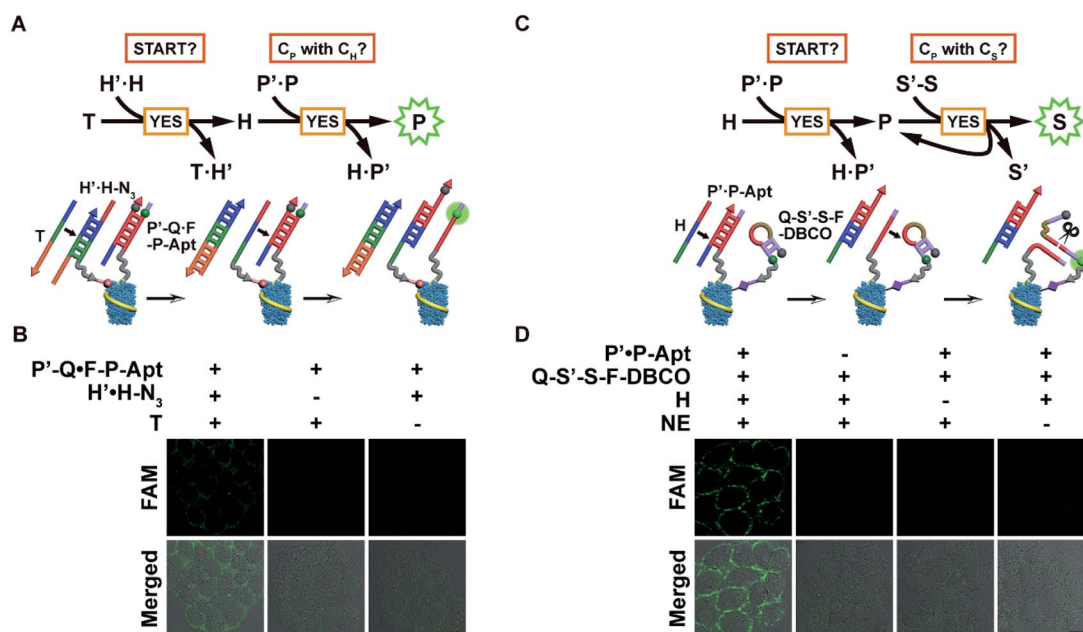 A
START?
C_P with C_H?
H'·H
P'·P
T
YES
H
YES
P
T·H'
H·P'
H'·H-N₃
T
P'-Q·F
-P-Apt
B
P'-Q•F-P-Apt + + +
H'•H-N₃ + - +
T + + -
FAM
Merged
C
START?
C_P with C_S?
P'·P
S'-S
H
YES
P
YES
S
H·P'
S'
P'·P-Apt
H
Q-S'-S-F
-DBCO
D
P'•P-Apt + - + +
Q-S'-S-F-DBCO + + + +
H + + - +
NE + + + -
FAM
Merged